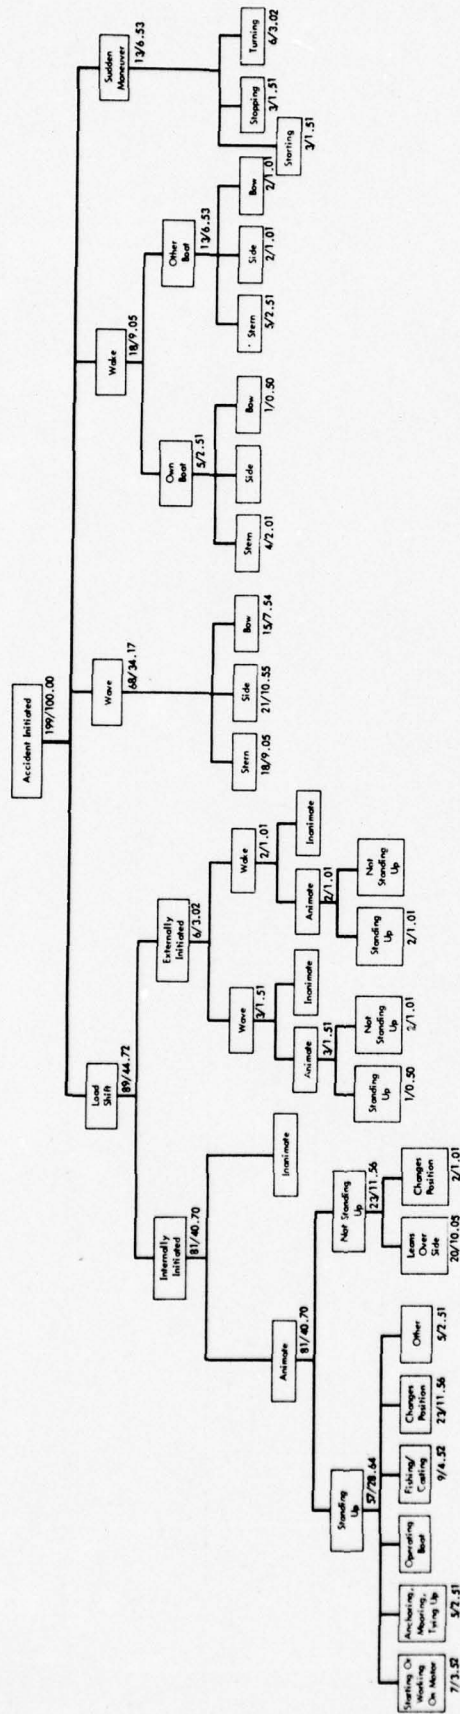 Accident Initiated
199/100.00
Load
Shift
89/44.72
Wave
68/34.17
Wake
18/9.05
Sudden
Maneuver
13/6.53
Internally
Initiated
81/40.70
Externally
Initiated
6/3.02
Own
Boat
5/2.51
Other
Boat
13/6.53
Stern
18/9.05
Side
21/10.55
Bow
15/7.54
Stern
4/2.01
Side
Bow
1/0.50
Stern
5/2.51
Side
2/1.01
Bow
2/1.01
Starting
3/1.51
Stopping
3/1.51
Turning
6/3.02
Animate
81/40.70
Inanimate
Wave
3/1.51
Wake
2/1.01
Animate
3/1.51
Inanimate
Animate
2/1.01
Inanimate
Standing
Up
1/0.50
Not
Standing
Up
2/1.01
Standing
Up
2/1.01
Not
Standing
Up
Standing
Up
57/28.64
Not Standing
Up
23/11.56
Starting Or
Working
On Motor
7/3.52
Anchoring,
Mooring,
Tying Up
5/2.51
Operating
Boat
Fishing/
Casting
9/4.52
Changes
Position
23/11.56
Other
5/2.51
Leans
Over
Side
20/10.05
Changes
Position
2/1.01